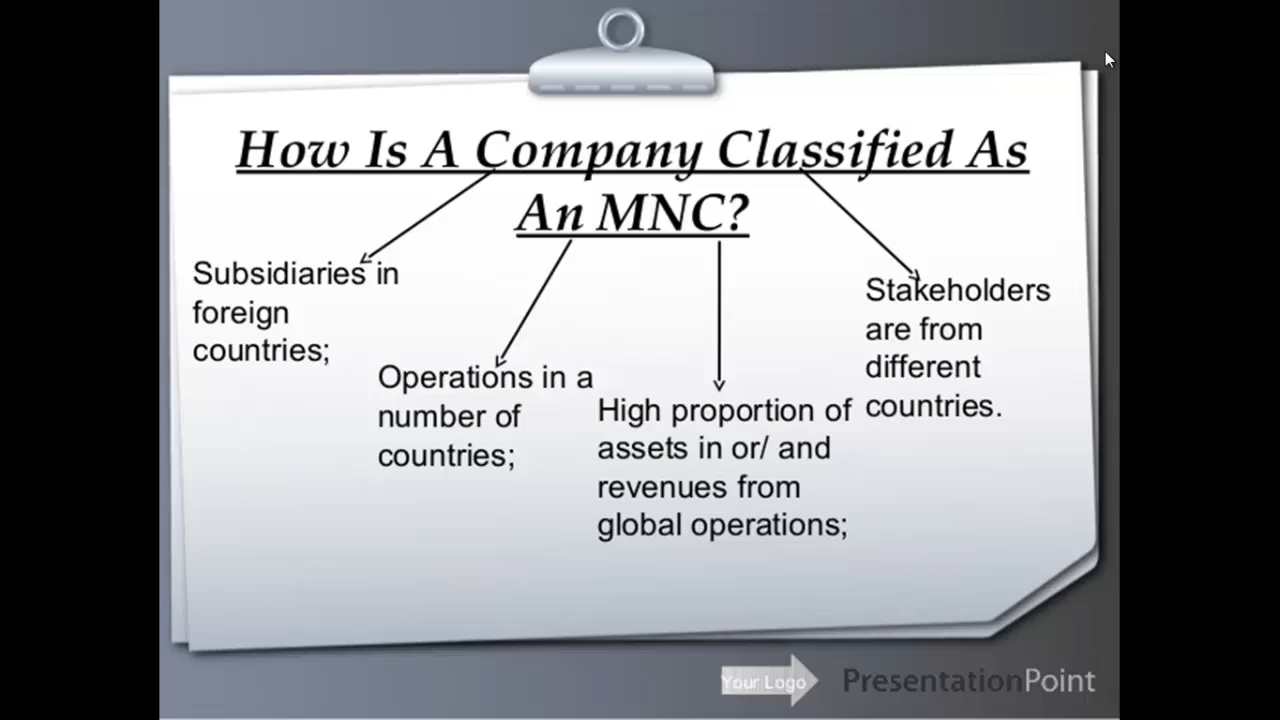 How Is A Company Classified As
An MNC?
Subsidiaries in
foreign
countries;
Operations in a
number of
countries;
High proportion of
assets in or/ and
revenues from
global operations;
Stakeholders
are from
different
countries.
Your Logo
PresentationPoint